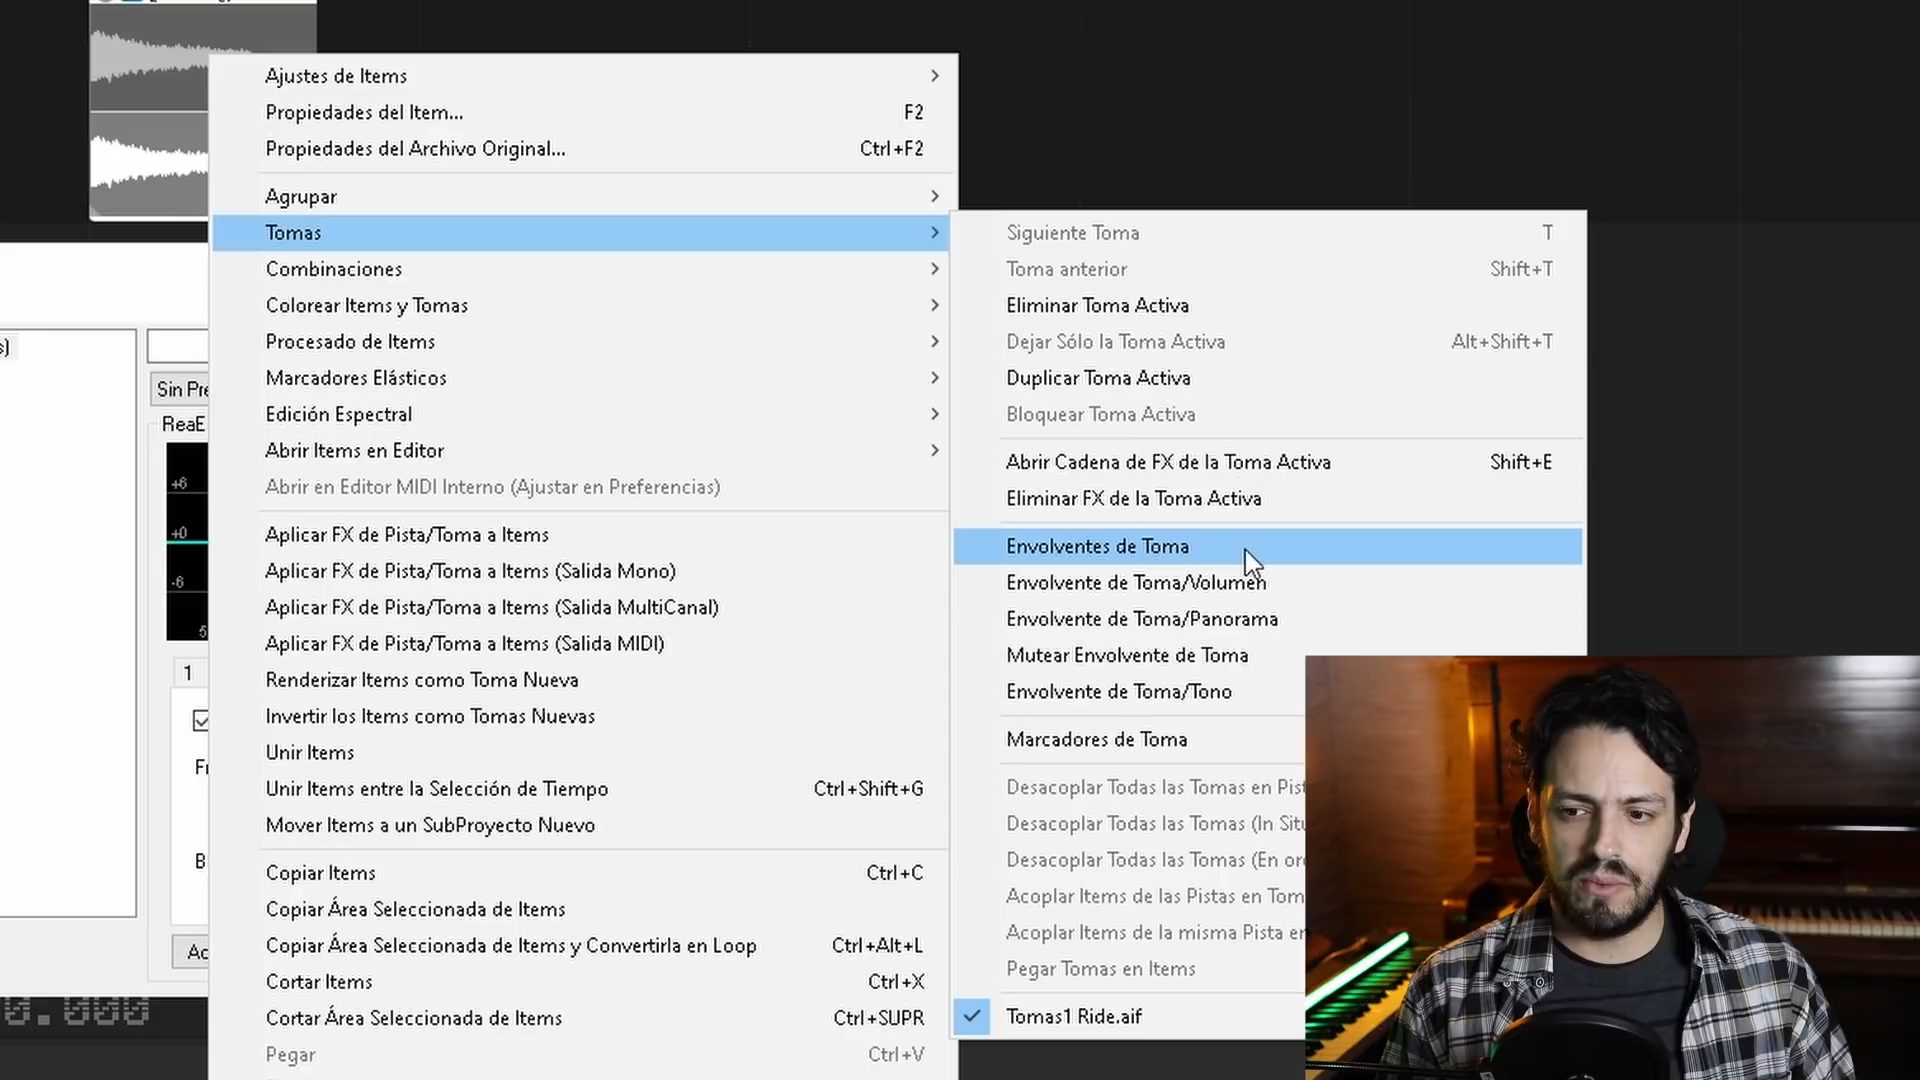 Ajustes de Items
Propiedades del Item... F2
Propiedades del Archivo Original... Ctrl+F2
Agrupar
Tomas
Combinaciones
Colorear Items y Tomas
Procesado de Items
Marcadores Elásticos
Edición Espectral
Abrir Items en Editor
Abrir en Editor MIDI Interno (Ajustar en Preferencias)
Aplicar FX de Pista/Toma a Items
Aplicar FX de Pista/Toma a Items (Salida Mono)
Aplicar FX de Pista/Toma a Items (Salida MultiCanal)
Aplicar FX de Pista/Toma a Items (Salida MIDI)
Renderizar Items como Toma Nueva
Invertir los Items como Tomas Nuevas
Unir Items
Unir Items entre la Selección de Tiempo Ctrl+Shift+G
Mover Items a un SubProyecto Nuevo
Copiar Items Ctrl+C
Copiar Área Seleccionada de Items
Copiar Área Seleccionada de Items y Convertirla en Loop Ctrl+Alt+L
Cortar Items Ctrl+X
Cortar Área Seleccionada de Items Ctrl+SUPR
Pegar Ctrl+V
Siguiente Toma T
Toma anterior Shift+T
Eliminar Toma Activa
Dejar Sólo la Toma Activa Alt+Shift+T
Duplicar Toma Activa
Bloquear Toma Activa
Abrir Cadena de FX de la Toma Activa Shift+E
Eliminar FX de la Toma Activa
Envolventes de Toma
Envolvente de Toma/Volumen
Envolvente de Toma/Panorama
Mutear Envolvente de Toma
Envolvente de Toma/Tono
Marcadores de Toma
Desacoplar Todas las Tomas en Pist
Desacoplar Todas las Tomas (In Situ
Desacoplar Todas las Tomas (En or
Acoplar Items de las Pistas en Tom
Acoplar Items de la misma Pista en
Pegar Tomas en Items
Tomas1 Ride.aif
s)
Sin Pre
ReaE
+6
+0
-6
5
1
Fr
B
Ac
0.000